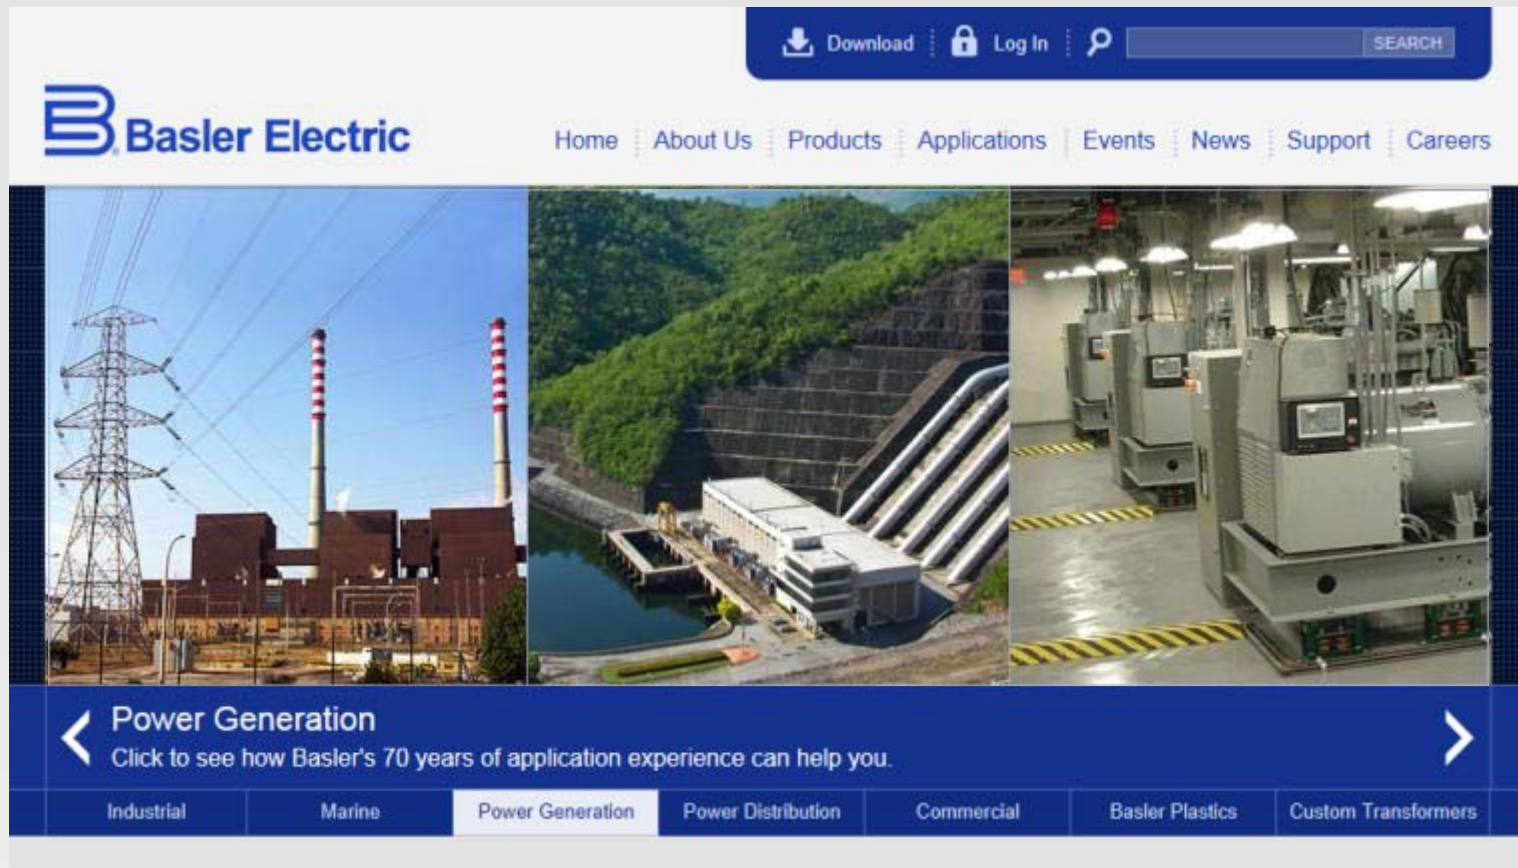 Download
Log In
SEARCH
Basler Electric
Home
About Us
Products
Applications
Events
News
Support
Careers
Power Generation
Click to see how Basler's 70 years of application experience can help you.
Industrial
Marine
Power Generation
Power Distribution
Commercial
Basler Plastics
Custom Transformers